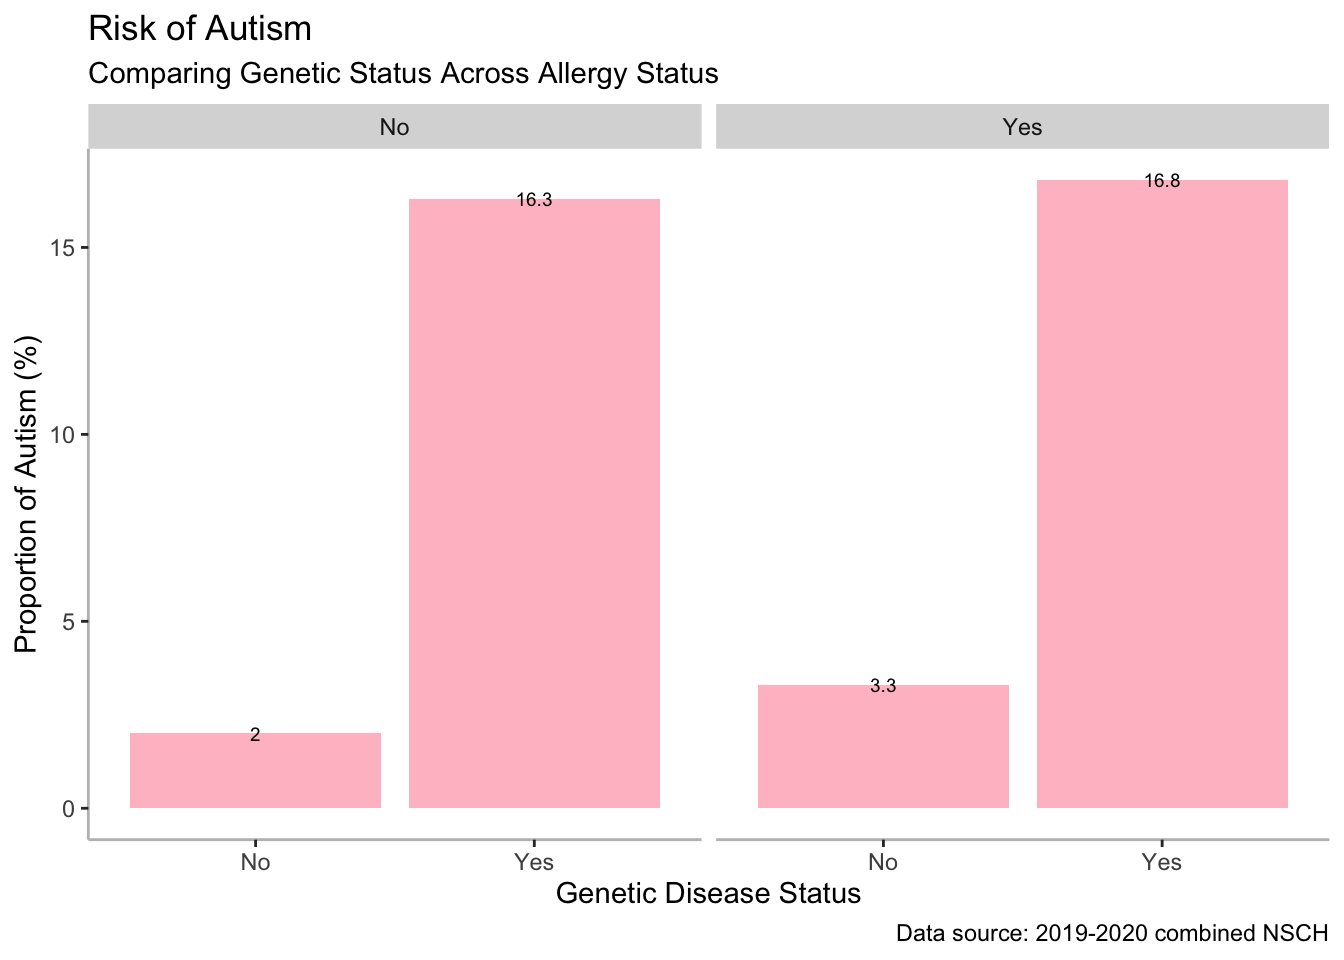 Risk of Autism
Comparing Genetic Status Across Allergy Status
No
Yes
Proportion of Autism (%)
15
10
5
0
2
16.3
3.3
16.8
No
Yes
No
Yes
Genetic Disease Status
Data source: 2019-2020 combined NSCH